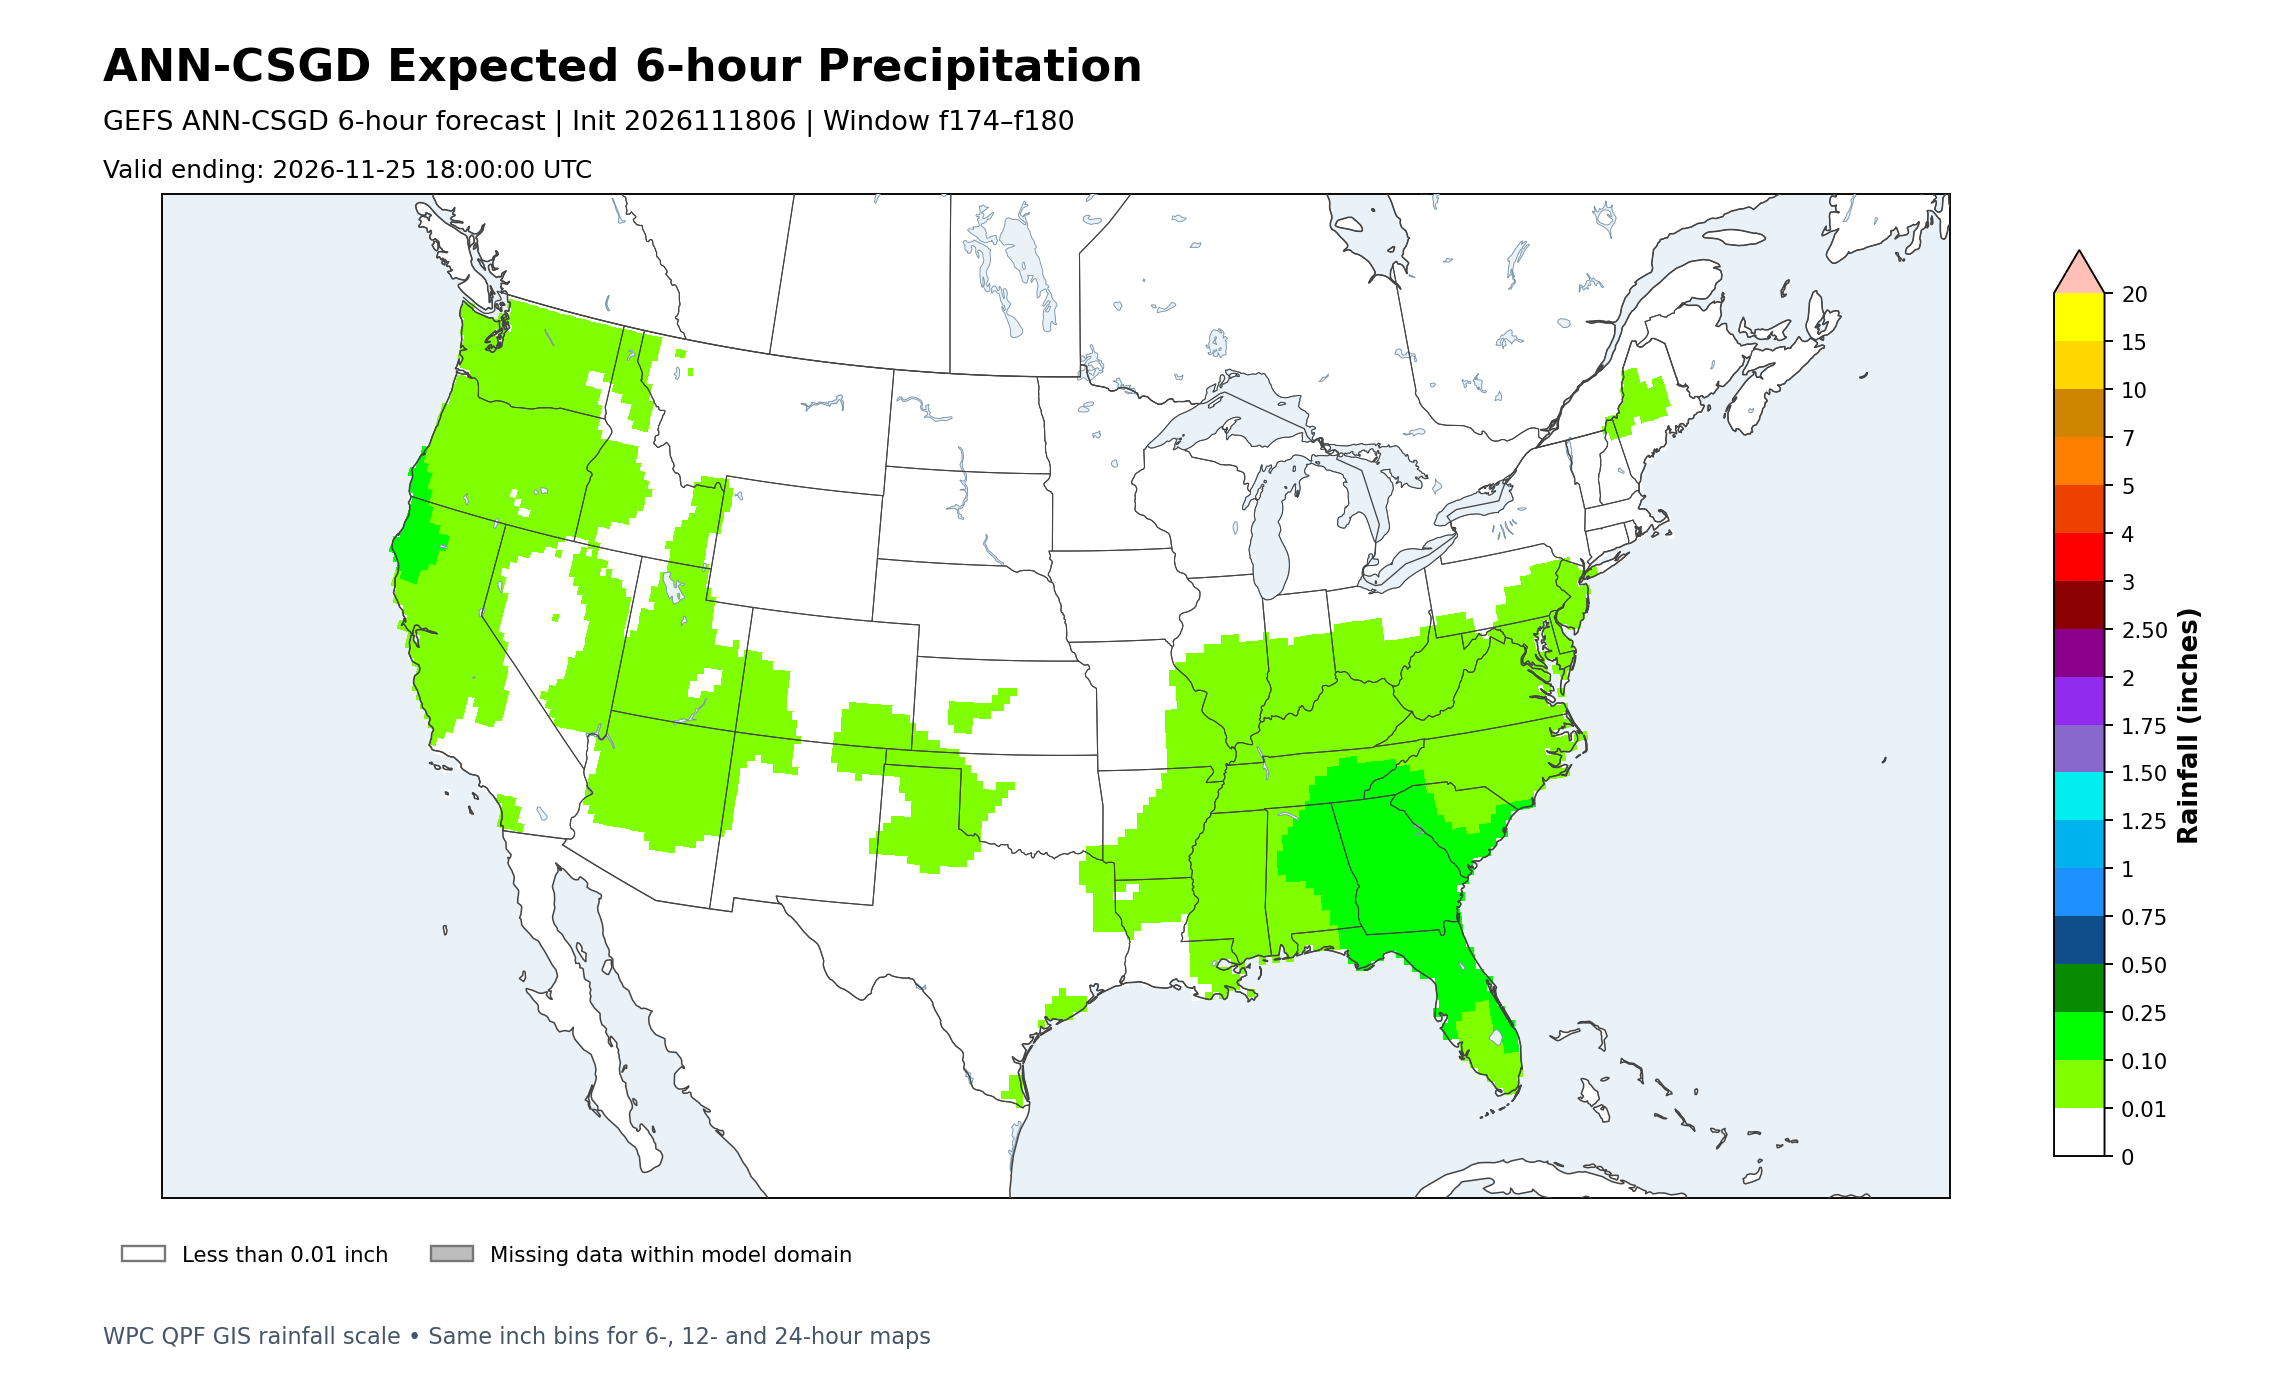 ANN-CSGD Expected 6-hour Precipitation
GEFS ANN-CSGD 6-hour forecast | Init 2026111806 | Window f174–f180
Valid ending: 2026-11-25 18:00:00 UTC
20
15
10
7
5
4
3
2.50
2
1.75
1.50
1.25
1
0.75
0.50
0.25
0.10
0.01
0
Rainfall (inches)
Less than 0.01 inch
Missing data within model domain
WPC QPF GIS rainfall scale • Same inch bins for 6-, 12- and 24-hour maps